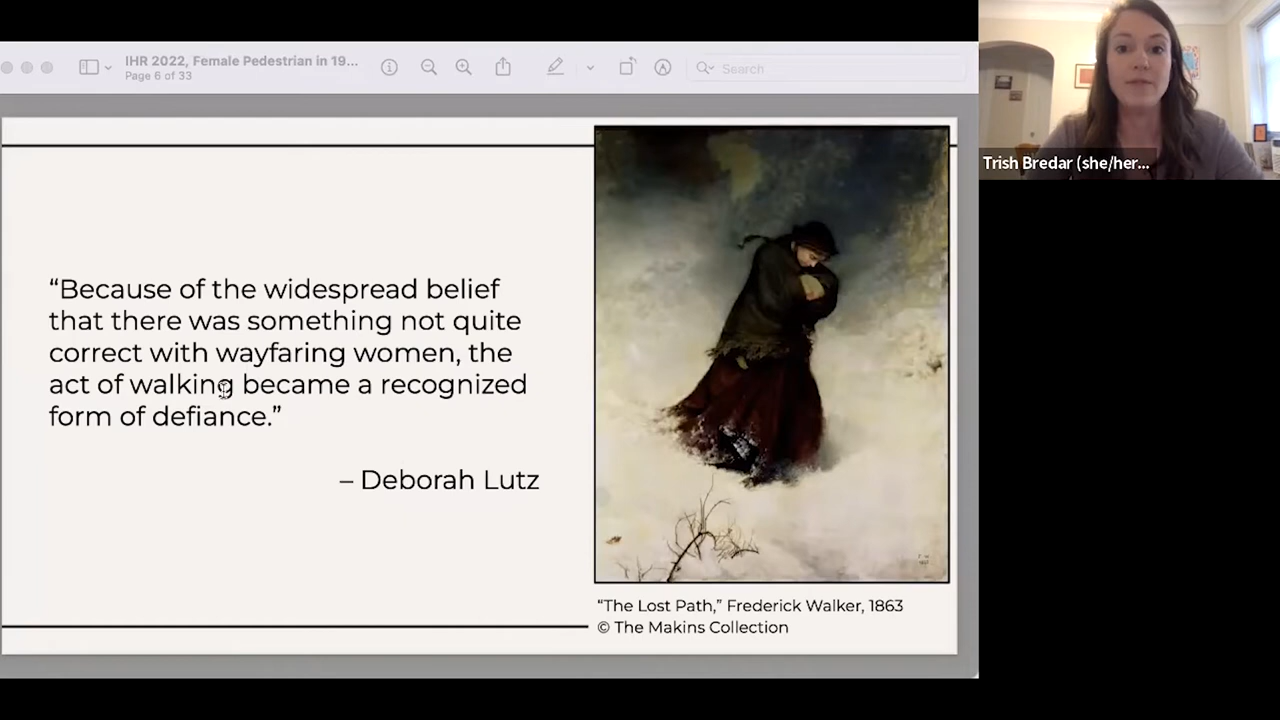 IHR 2022, Female Pedestrian in 19...
Page 6 of 33
Search
Trish Bredar (she/her...
“Because of the widespread belief
that there was something not quite
correct with wayfaring women, the
act of walking became a recognized
form of defiance.”
– Deborah Lutz
“The Lost Path,” Frederick Walker, 1863
© The Makins Collection